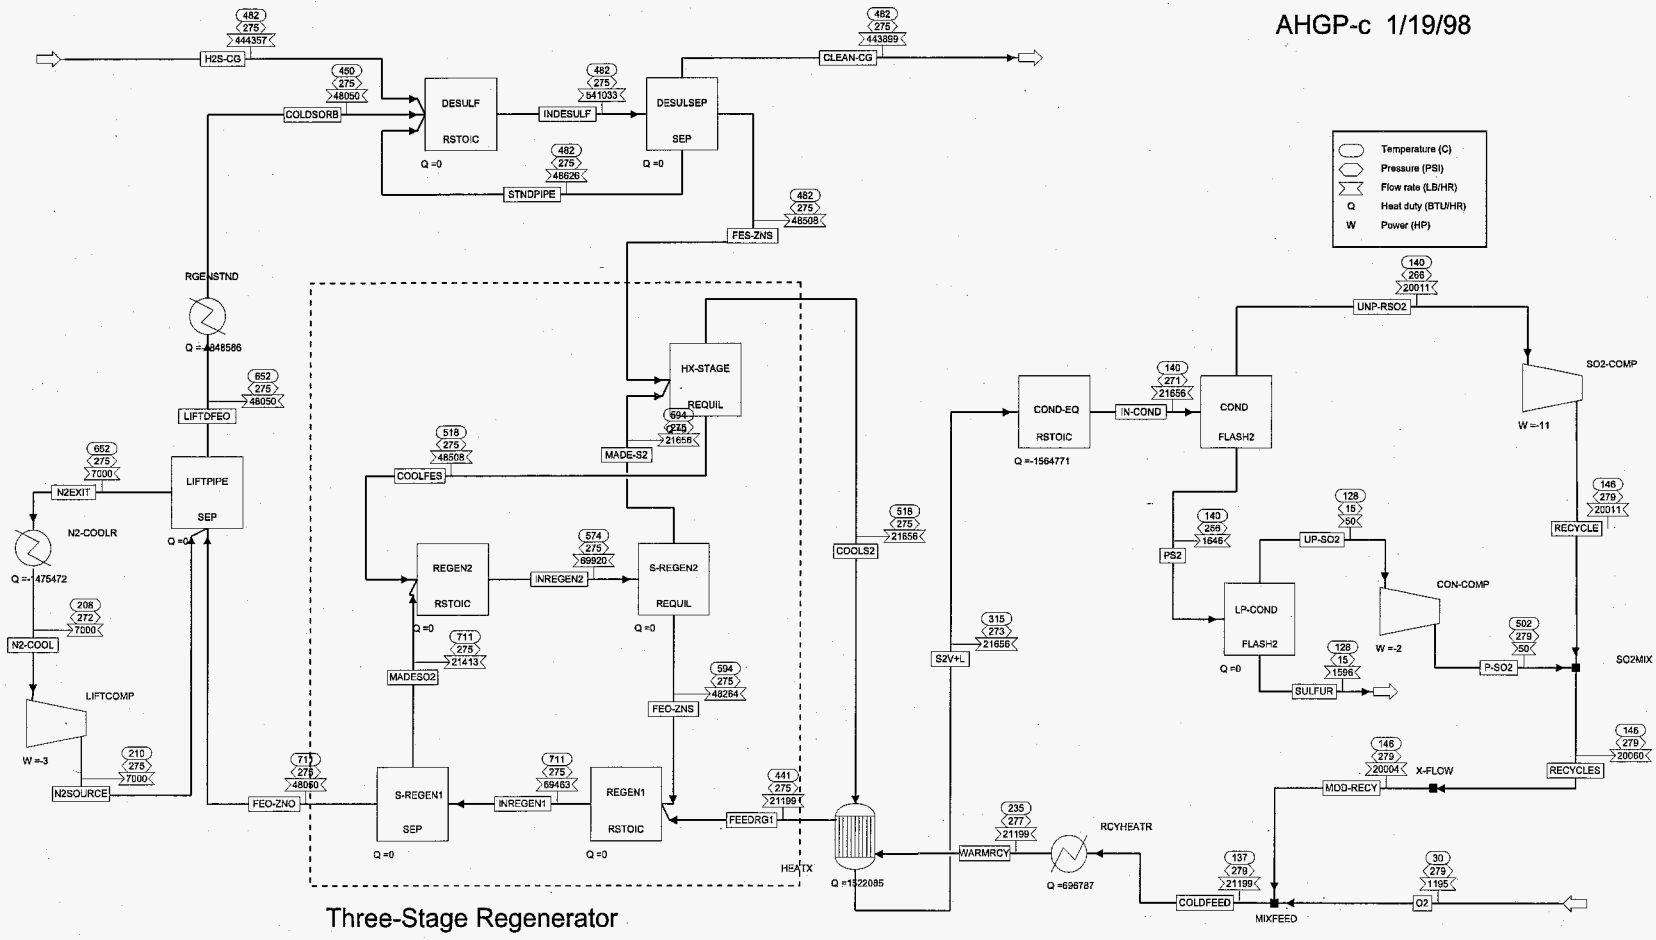 AHGP-c 1/19/98
482
275
444357
H2S-CG
482
275
443899
CLEAN-CG
450
275
48050
COLDSORB
DESULF
RSTOIC
Q =0
482
275
541033
INDESULF
DESULSEP
SEP
Q =0
482
275
48626
STNDPIPE
482
275
48508
FES-ZNS
Temperature (C)
Pressure (PSI)
Flow rate (LB/HR)
Q Heat duty (BTU/HR)
W Power (HP)
RGENSTND
Q =-4848586
652
275
48050
LIFTDFEO
652
275
7000
N2EXIT
LIFTPIPE
SEP
Q =0
N2-COOLR
Q =-1475472
208
272
7000
N2-COOL
LIFTCOMP
W =-3
210
275
7000
N2SOURCE
HX-STAGE
REQUIL
594
275
21656
MADE-S2
518
275
48508
COOLFES
REGEN2
RSTOIC
Q =0
574
275
69920
INREGEN2
S-REGEN2
REQUIL
Q =0
711
275
21413
MADESO2
594
275
48264
FEO-ZNS
711
275
48050
FEO-ZNO
S-REGEN1
SEP
Q =0
711
275
69463
INREGEN1
REGEN1
RSTOIC
Q =0
441
275
21199
FEEDRG1
HEATX
Q =1522085
Three-Stage Regenerator
518
275
21656
COOLS2
315
273
21656
S2V+L
COND-EQ
RSTOIC
Q =-1564771
140
271
21656
IN-COND
COND
FLASH2
140
266
20011
UNP-RSO2
SO2-COMP
W =-11
146
279
20011
RECYCLE
140
266
1646
PS2
128
15
50
UP-SO2
LP-COND
FLASH2
Q =0
CON-COMP
W =-2
128
15
1596
SULFUR
502
279
50
P-SO2
SO2MIX
146
279
20060
RECYCLES
146
279
20004
MOD-RECY
X-FLOW
235
277
21199
WARMRCY
RCYHEATR
Q =696787
137
279
21199
COLDFEED
MIXFEED
30
279
1195
O2